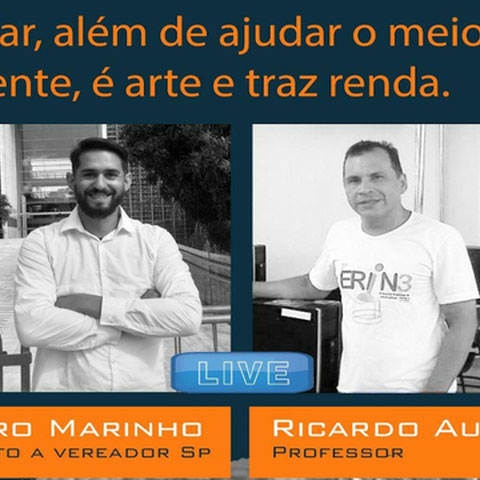 ar, além de ajudar o meio
ente, é arte e traz renda.
ERIN3
LIVE
RO MARINHO
TO A VEREADOR SP
RICARDO AU
PROFESSOR